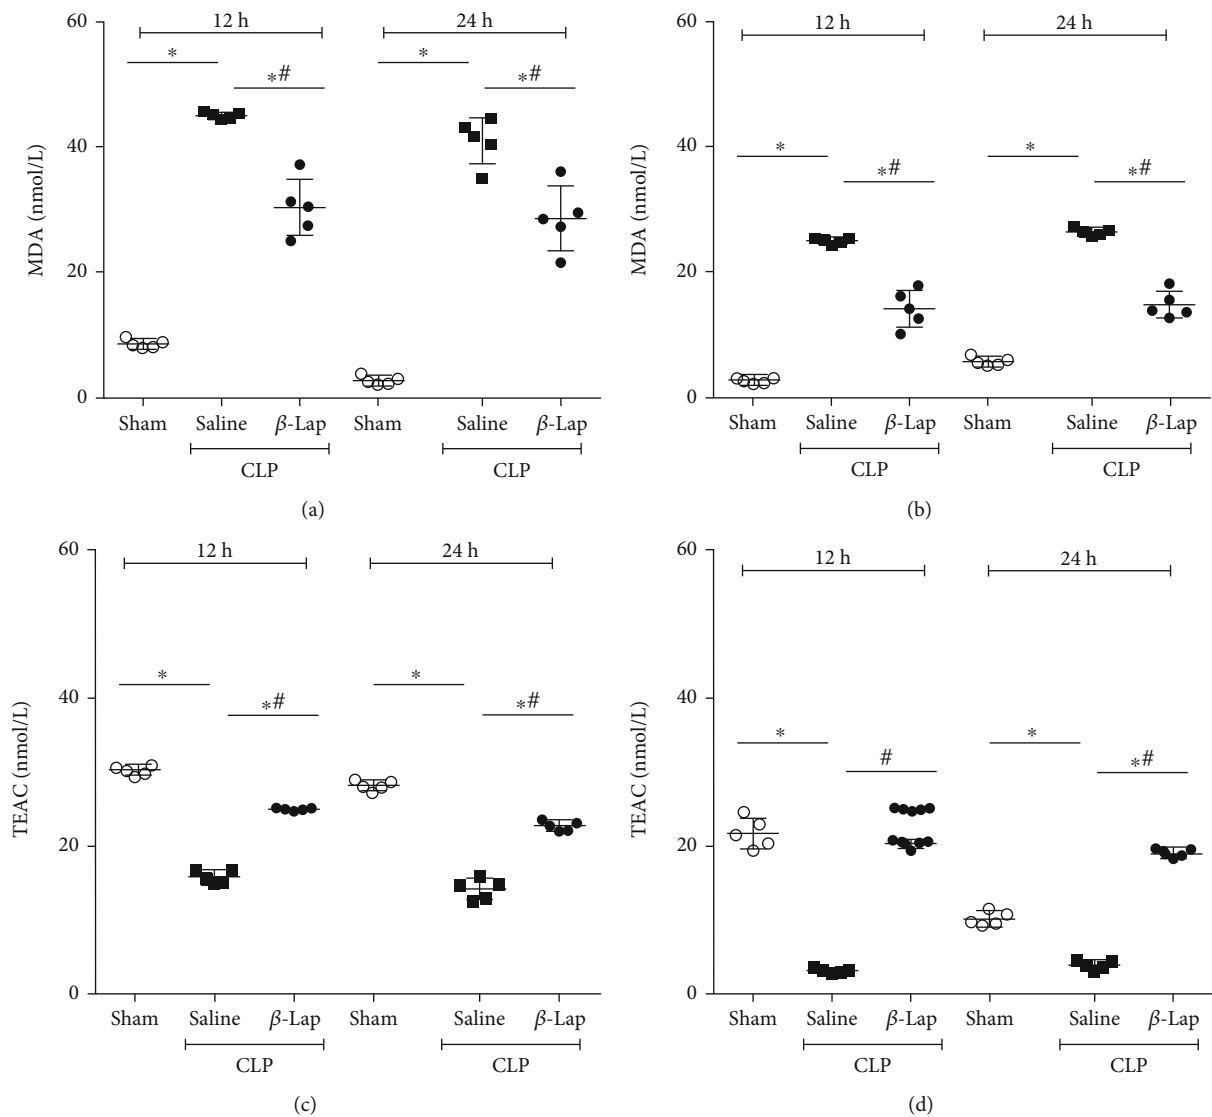 12 h
24 h
60
*
*
*#
*#
40
MDA (nmol/L)
20
0
Sham
Saline
β-Lap
Sham
Saline
β-Lap
CLP
CLP
(a)
12 h
24 h
60
40
*
*
*#
*#
MDA (nmol/L)
20
0
Sham
Saline
β-Lap
Sham
Saline
β-Lap
CLP
CLP
(b)
60
12 h
24 h
40
*
*
*#
*#
TEAC (nmol/L)
20
0
Sham
Saline
β-Lap
Sham
Saline
β-Lap
CLP
CLP
(c)
60
12 h
24 h
40
*
*
#
*#
TEAC (nmol/L)
20
0
Sham
Saline
β-Lap
Sham
Saline
β-Lap
CLP
CLP
(d)